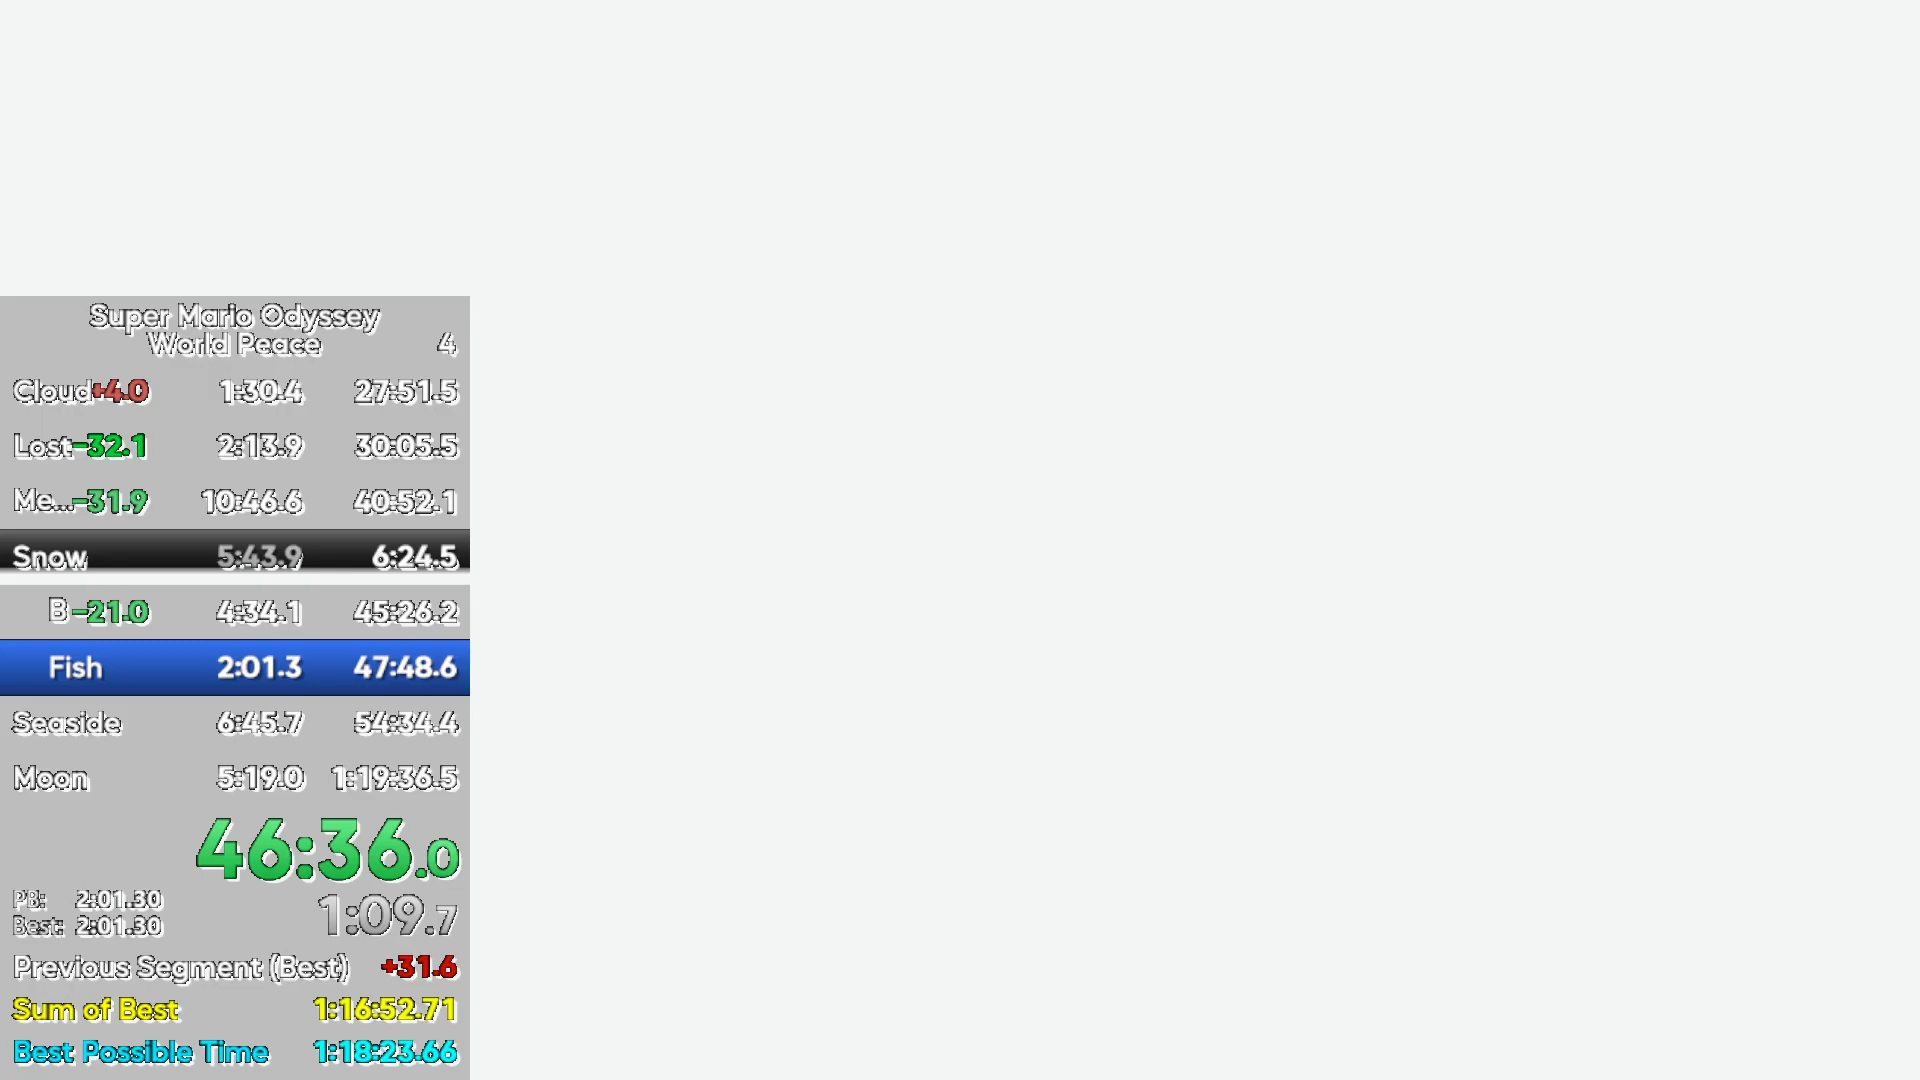 Super Mario Odyssey
World Peace 4
Cloud +4.0 1:30.4 27:51.5
Lost −32.1 2:13.9 30:05.5
Me... −31.9 10:46.6 40:52.1
Snow 5:43.9 6:24.5
B −21.0 4:34.1 45:26.2
Fish 2:01.3 47:48.6
Seaside 6:45.7 54:34.4
Moon 5:19.0 1:19:36.5
46:36.0
PB: 2:01.30
Best: 2:01.30
1:09.7
Previous Segment (Best) +31.6
Sum of Best 1:16:52.71
Best Possible Time 1:18:23.66